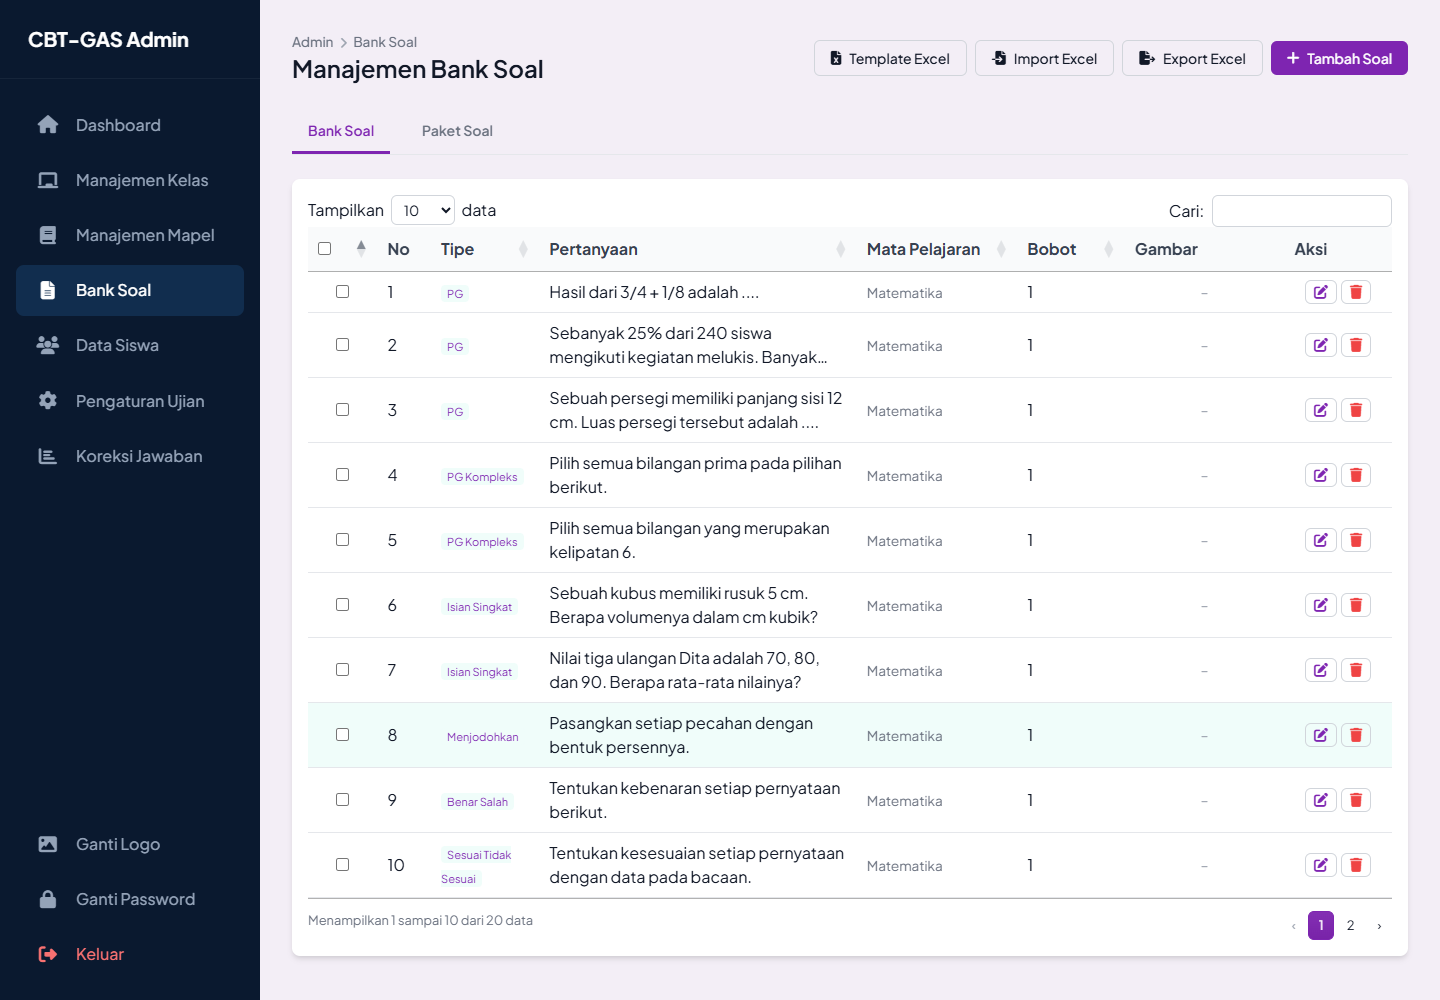 CBT-GAS Admin
Dashboard
Manajemen Kelas
Manajemen Mapel
Bank Soal
Data Siswa
Pengaturan Ujian
Koreksi Jawaban
Ganti Logo
Ganti Password
Keluar
Admin > Bank Soal
Manajemen Bank Soal
Template Excel
Import Excel
Export Excel
+ Tambah Soal
Bank Soal
Paket Soal
Tampilkan 10 data
Cari:
No Tipe Pertanyaan Mata Pelajaran Bobot Gambar Aksi
1 PG Hasil dari 3/4 + 1/8 adalah .... Matematika 1 –
2 PG Sebanyak 25% dari 240 siswa
mengikuti kegiatan melukis. Banyak... Matematika 1 –
3 PG Sebuah persegi memiliki panjang sisi 12
cm. Luas persegi tersebut adalah .... Matematika 1 –
4 PG Kompleks Pilih semua bilangan prima pada pilihan
berikut. Matematika 1 –
5 PG Kompleks Pilih semua bilangan yang merupakan
kelipatan 6. Matematika 1 –
6 Isian Singkat Sebuah kubus memiliki rusuk 5 cm.
Berapa volumenya dalam cm kubik? Matematika 1 –
7 Isian Singkat Nilai tiga ulangan Dita adalah 70, 80,
dan 90. Berapa rata-rata nilainya? Matematika 1 –
8 Menjodohkan Pasangkan setiap pecahan dengan
bentuk persennya. Matematika 1 –
9 Benar Salah Tentukan kebenaran setiap pernyataan
berikut. Matematika 1 –
10 Sesuai Tidak Sesuai Tentukan kesesuaian setiap pernyataan
dengan data pada bacaan. Matematika 1 –
Menampilkan 1 sampai 10 dari 20 data
‹ 1 2 ›